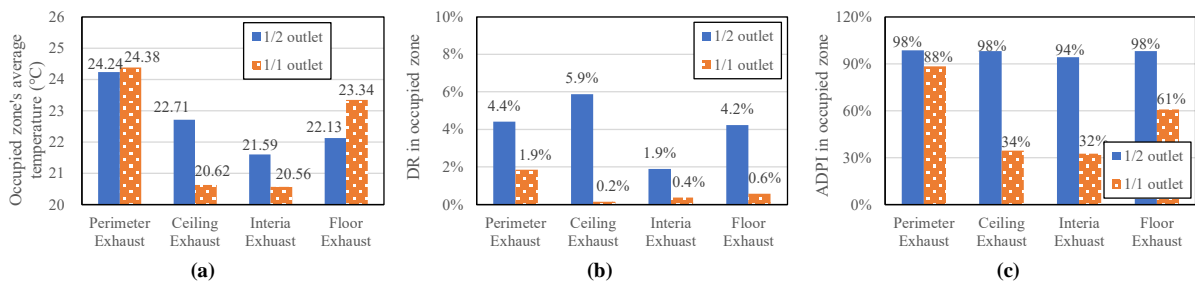 Occupied zone's average
temperature (°C)
26
25
24
23
22
21
20
1/2 outlet
1/1 outlet
24.24
24.38
22.71
20.62
21.59
20.56
22.13
23.34
Perimeter
Exhaust
Ceiling
Exhaust
Interia
Exhuast
Floor
Exhaust
(a)
DR in occupied zone
10%
8%
6%
4%
2%
0%
1/2 outlet
1/1 outlet
4.4%
1.9%
5.9%
0.2%
1.9%
0.4%
4.2%
0.6%
Perimeter
Exhaust
Ceiling
Exhaust
Interia
Exhuast
Floor
Exhaust
(b)
ADPI in occupied zone
120%
90%
60%
30%
0%
98%
88%
98%
34%
94%
32%
98%
61%
1/2 outlet
1/1 outlet
Perimeter
Exhaust
Ceiling
Exhaust
Interia
Exhuast
Floor
Exhaust
(c)